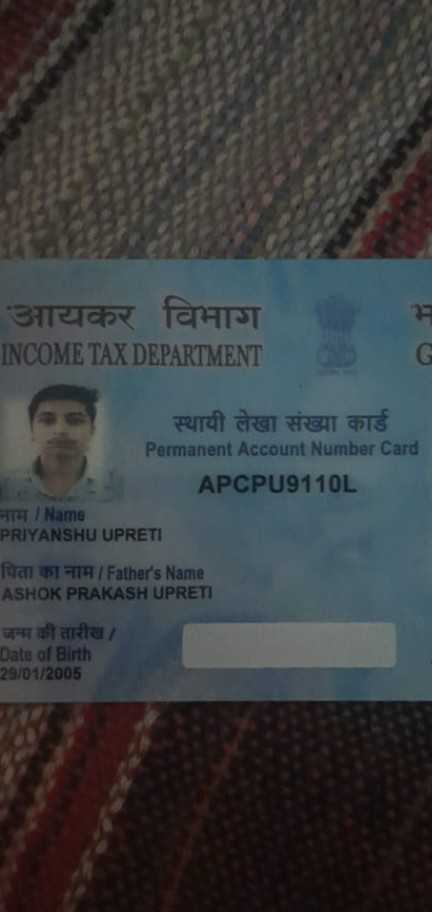 आयकर विभाग
INCOME TAX DEPARTMENT
स्थायी लेखा संख्या कार्ड
Permanent Account Number Card
APCPU9110L
नाम / Name
PRIYANSHU UPRETI
पिता का नाम / Father's Name
ASHOK PRAKASH UPRETI
जन्म की तारीख /
Date of Birth
29/01/2005